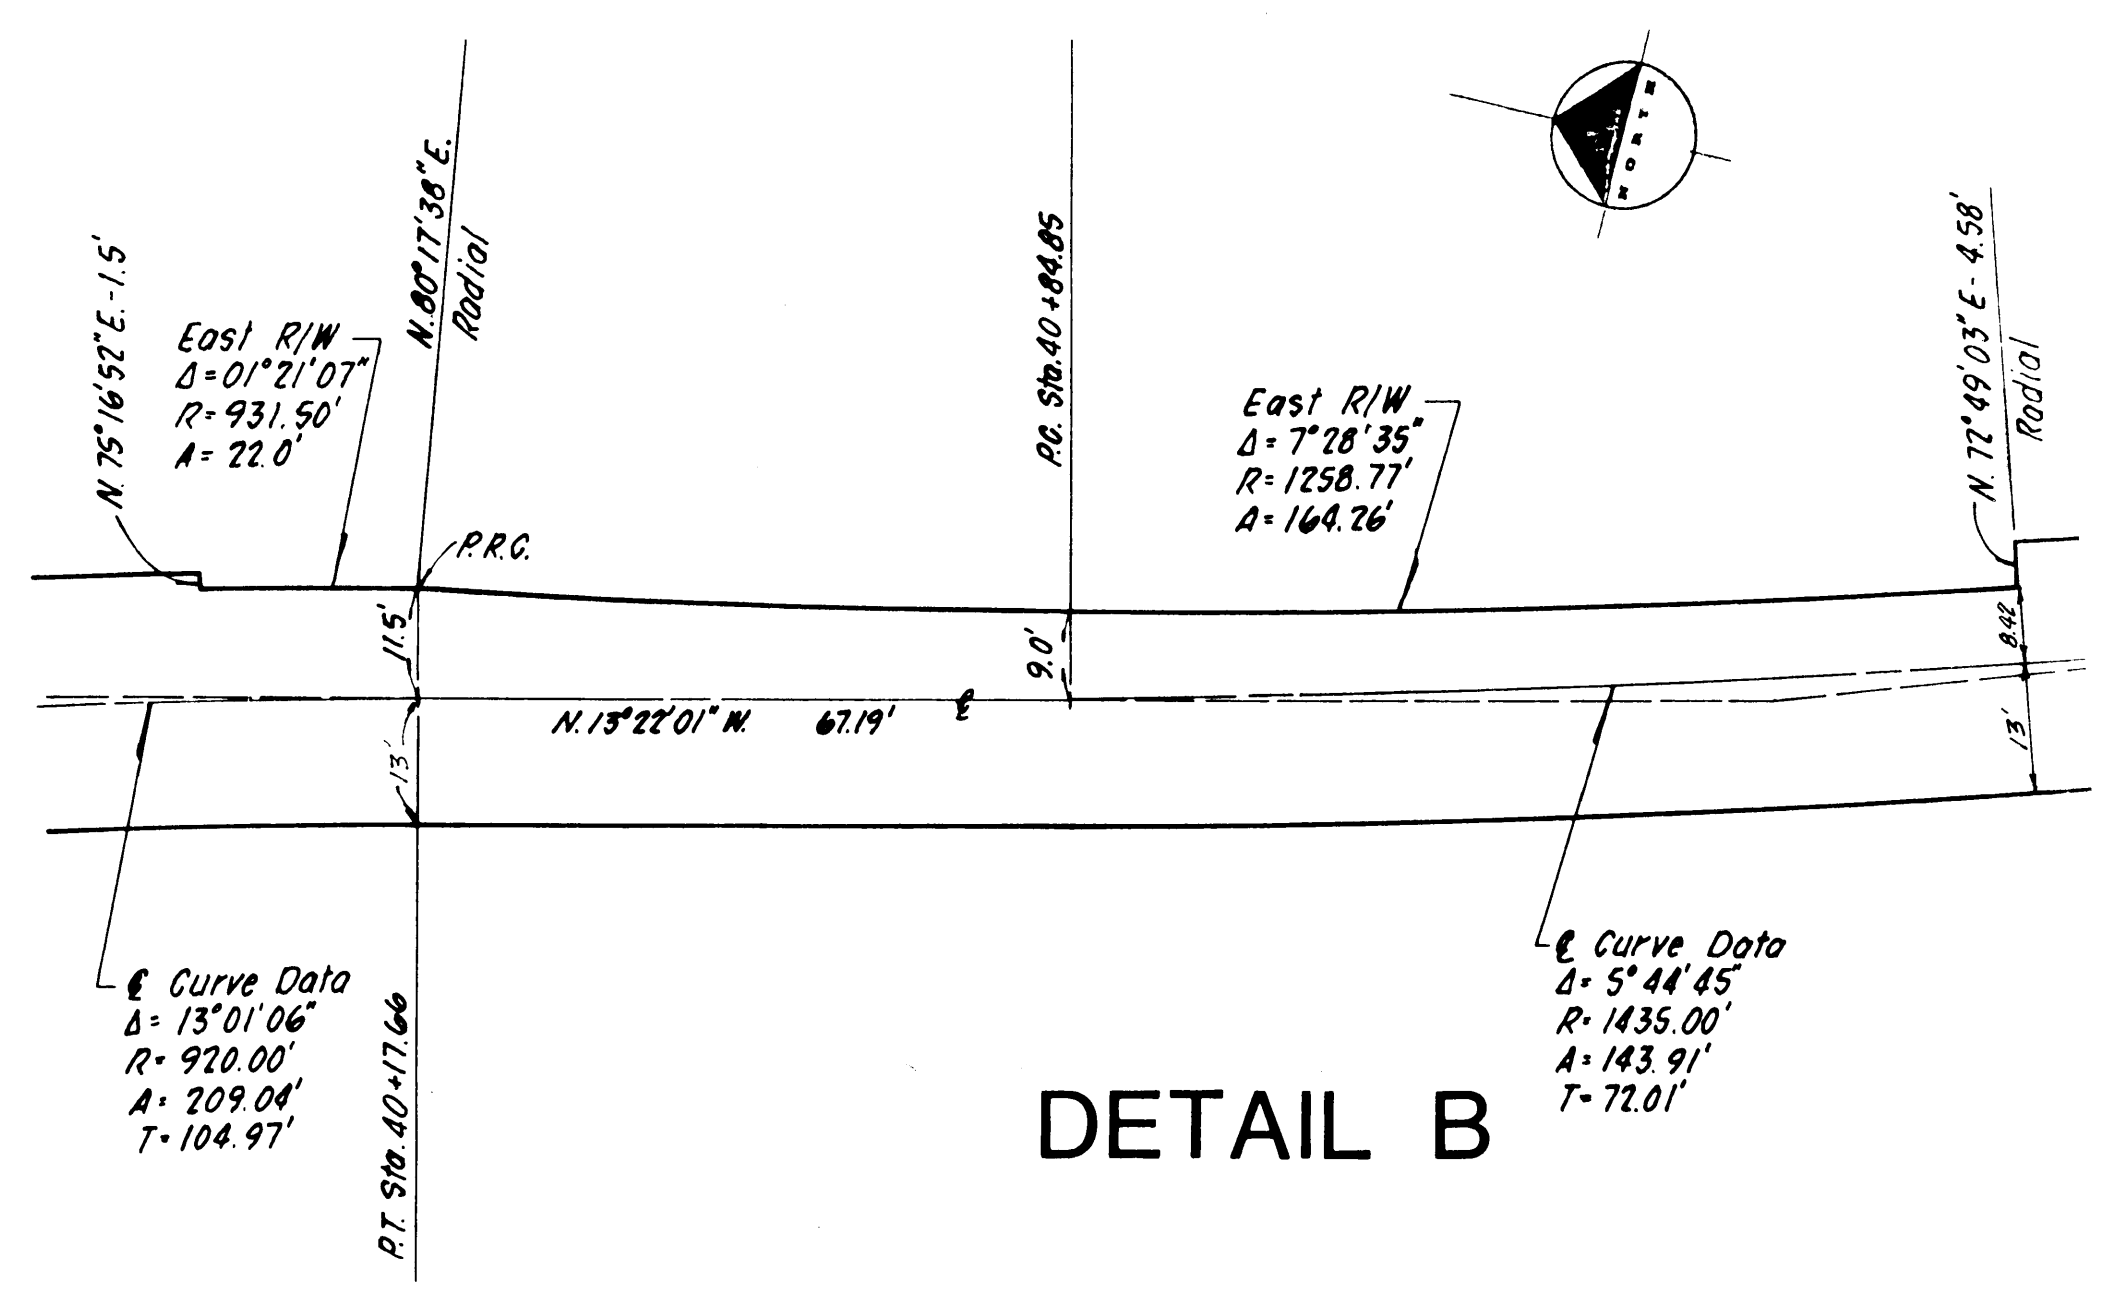 NORTH
N. 75°16'52" E. - 1.5'
East R/W
Δ = 01°21'07"
R = 931.50'
A = 22.0'
N. 80°17'38" E.
Radial
P.R.C.
P.C. Sta. 40+84.85
East R/W
Δ = 7°28'35"
R = 1258.77'
A = 164.26'
N. 72°49'03" E - 4.58'
Radial
11.5'
9.0'
8.42
N. 13°22'01" W. 67.19' ℄
13'
13'
℄ Curve Data
Δ = 13°01'06"
R = 920.00'
A = 209.04'
T = 104.97'
P.T. Sta. 40+17.66
℄ Curve Data
Δ = 5°44'45"
R = 1435.00'
A = 143.91'
T = 72.01'
DETAIL B